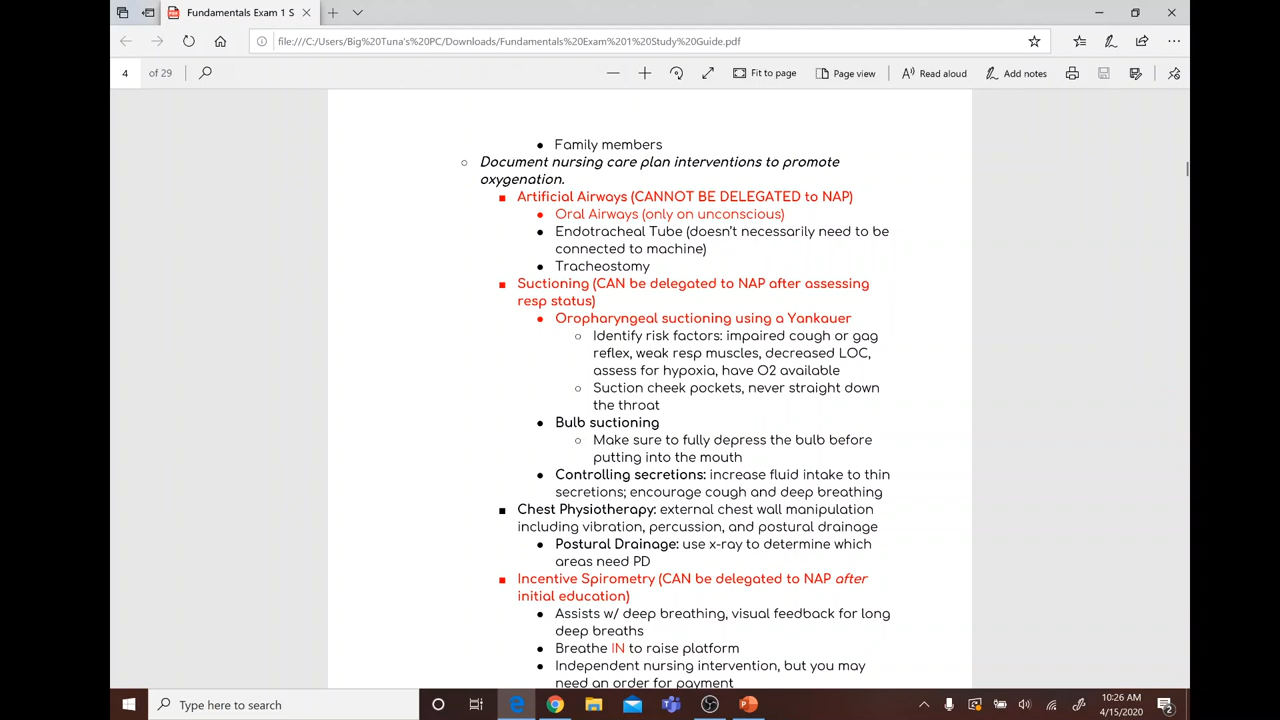 Fundamentals Exam 1 S
file:///C:/Users/Big%20Tuna's%20PC/Downloads/Fundamentals%20Exam%201%20Study%20Guide.pdf
4 of 29
Fit to page
Page view
Read aloud
Add notes
Family members
Document nursing care plan interventions to promote
oxygenation.
Artificial Airways (CANNOT BE DELEGATED to NAP)
Oral Airways (only on unconscious)
Endotracheal Tube (doesn't necessarily need to be
connected to machine)
Tracheostomy
Suctioning (CAN be delegated to NAP after assessing
resp status)
Oropharyngeal suctioning using a Yankauer
Identify risk factors: impaired cough or gag
reflex, weak resp muscles, decreased LOC,
assess for hypoxia, have O2 available
Suction cheek pockets, never straight down
the throat
Bulb suctioning
Make sure to fully depress the bulb before
putting into the mouth
Controlling secretions: increase fluid intake to thin
secretions; encourage cough and deep breathing
Chest Physiotherapy: external chest wall manipulation
including vibration, percussion, and postural drainage
Postural Drainage: use x-ray to determine which
areas need PD
Incentive Spirometry (CAN be delegated to NAP after
initial education)
Assists w/ deep breathing, visual feedback for long
deep breaths
Breathe IN to raise platform
Independent nursing intervention, but you may
need an order for payment
Type here to search
10:26 AM
4/15/2020
2